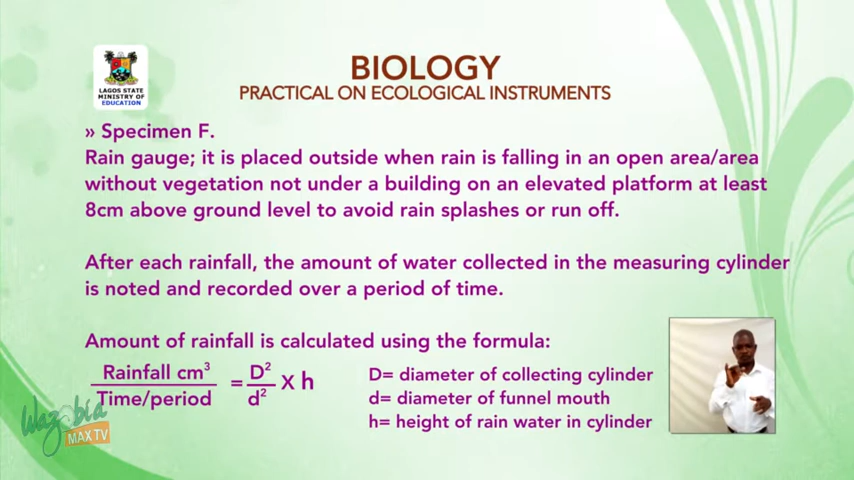 LAGOS STATE
MINISTRY OF
EDUCATION
BIOLOGY
PRACTICAL ON ECOLOGICAL INSTRUMENTS
» Specimen F.
Rain gauge; it is placed outside when rain is falling in an open area/area
without vegetation not under a building on an elevated platform at least
8cm above ground level to avoid rain splashes or run off.
After each rainfall, the amount of water collected in the measuring cylinder
is noted and recorded over a period of time.
Amount of rainfall is calculated using the formula:
Rainfall cm³
Time/period
= D²/d² X h
D= diameter of collecting cylinder
d= diameter of funnel mouth
h= height of rain water in cylinder
Wazobia
MAX TV